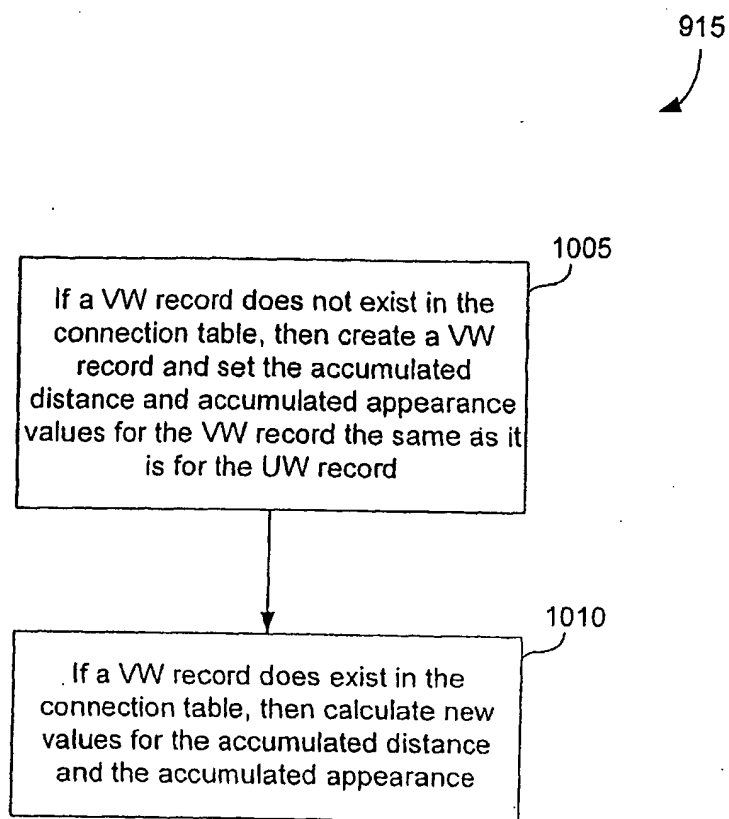 915
1005
If a VW record does not exist in the
connection table, then create a VW
record and set the accumulated
distance and accumulated appearance
values for the VW record the same as it
is for the UW record
1010
If a VW record does exist in the
connection table, then calculate new
values for the accumulated distance
and the accumulated appearance